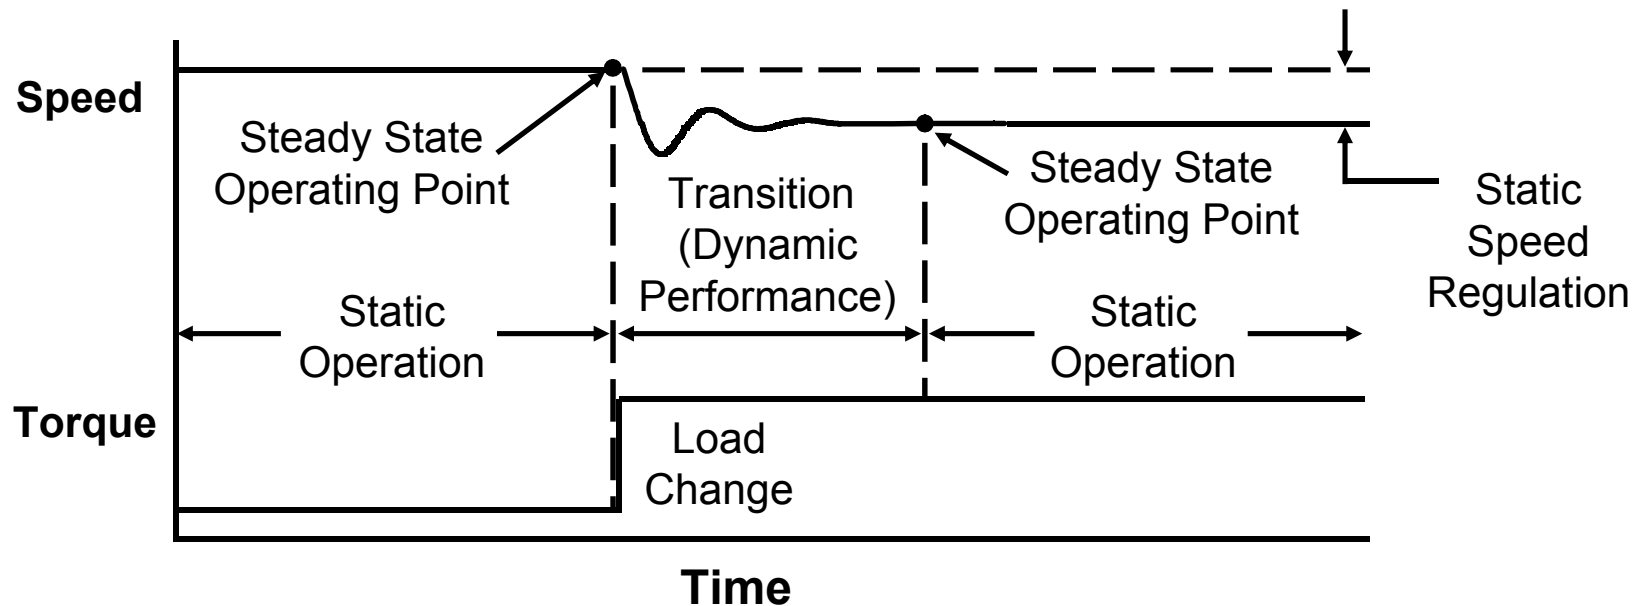 Speed
Steady State
Operating Point
Transition
(Dynamic
Performance)
Steady State
Operating Point
Static
Speed
Regulation
Static
Operation
Static
Operation
Torque
Load
Change
Time